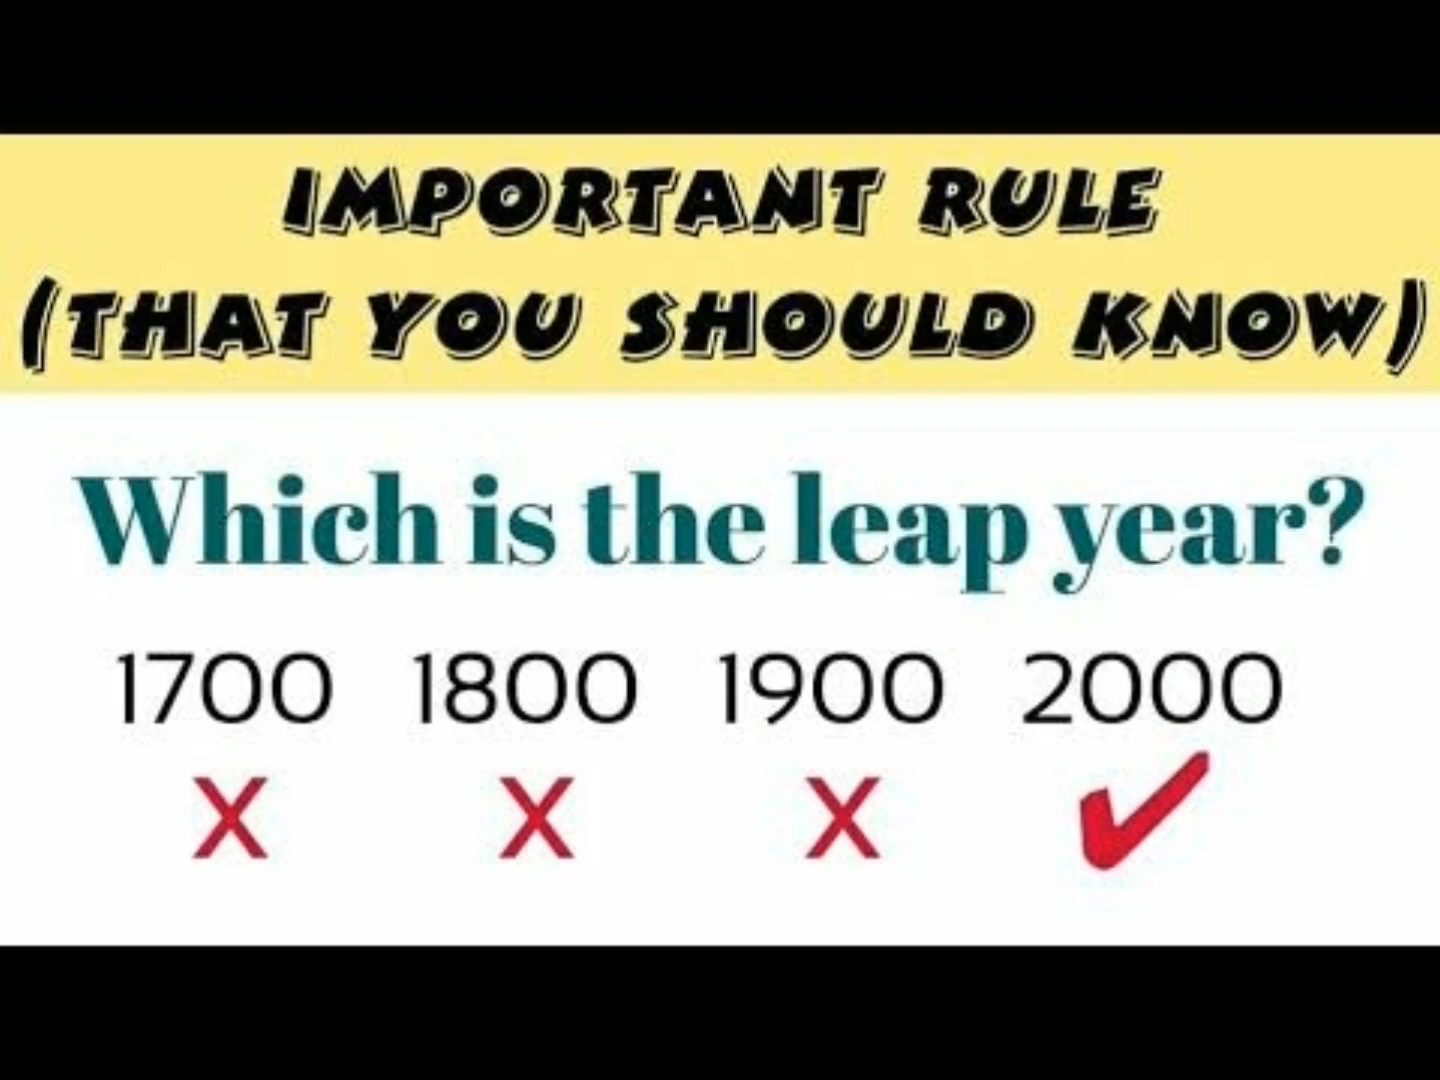 IMPORTANT RULE
(THAT YOU SHOULD KNOW)
Which is the leap year?
1700 1800 1900 2000
X X X ✓